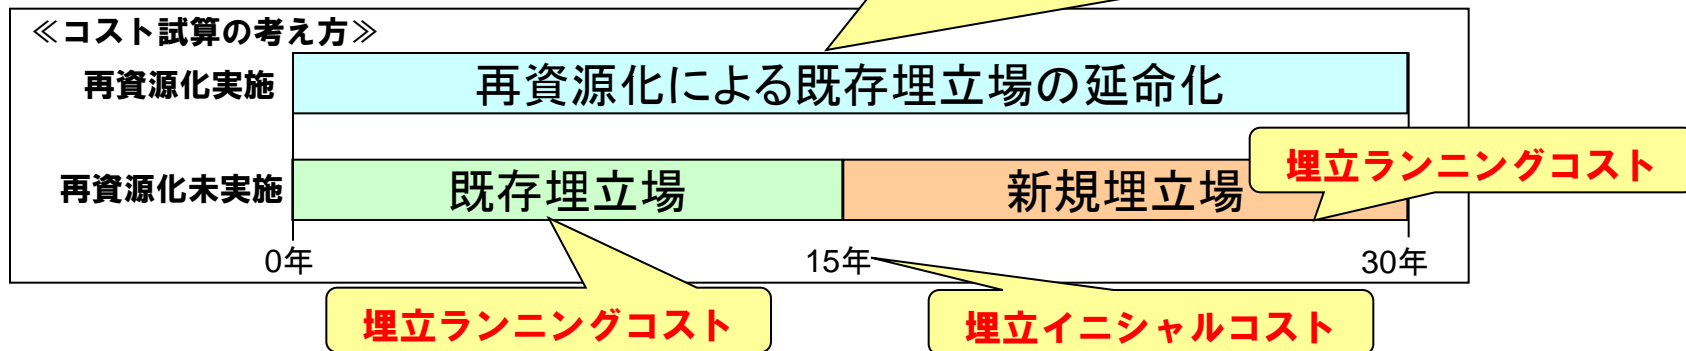 ≪コスト試算の考え方≫
再資源化実施
再資源化による既存埋立場の延命化
埋立ランニングコスト
再資源化未実施
既存埋立場
新規埋立場
0年
15年
30年
埋立ランニングコスト
埋立イニシャルコスト